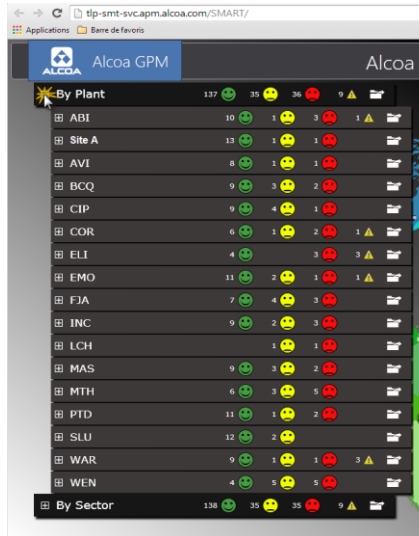 tlp-smt-svc.apm.alcoa.com/SMART/
Applications Barre de favoris
ALCOA Alcoa GPM Alcoa
By Plant 137 35 36 9
ABI 10 1 3 1
Site A 13 1 1
AVI 8 1 1
BCQ 9 3 2
CIP 9 4 1
COR 6 1 2 1
ELI 4 3 3
EMO 11 2 1 1
FJA 7 4 3
INC 9 2 3
LCH 1 1
MAS 9 3 2
MTH 6 3 5
PTD 11 1 2
SLU 12 2
WAR 9 1 1 3
WEN 4 5 5
By Sector 138 35 35 9